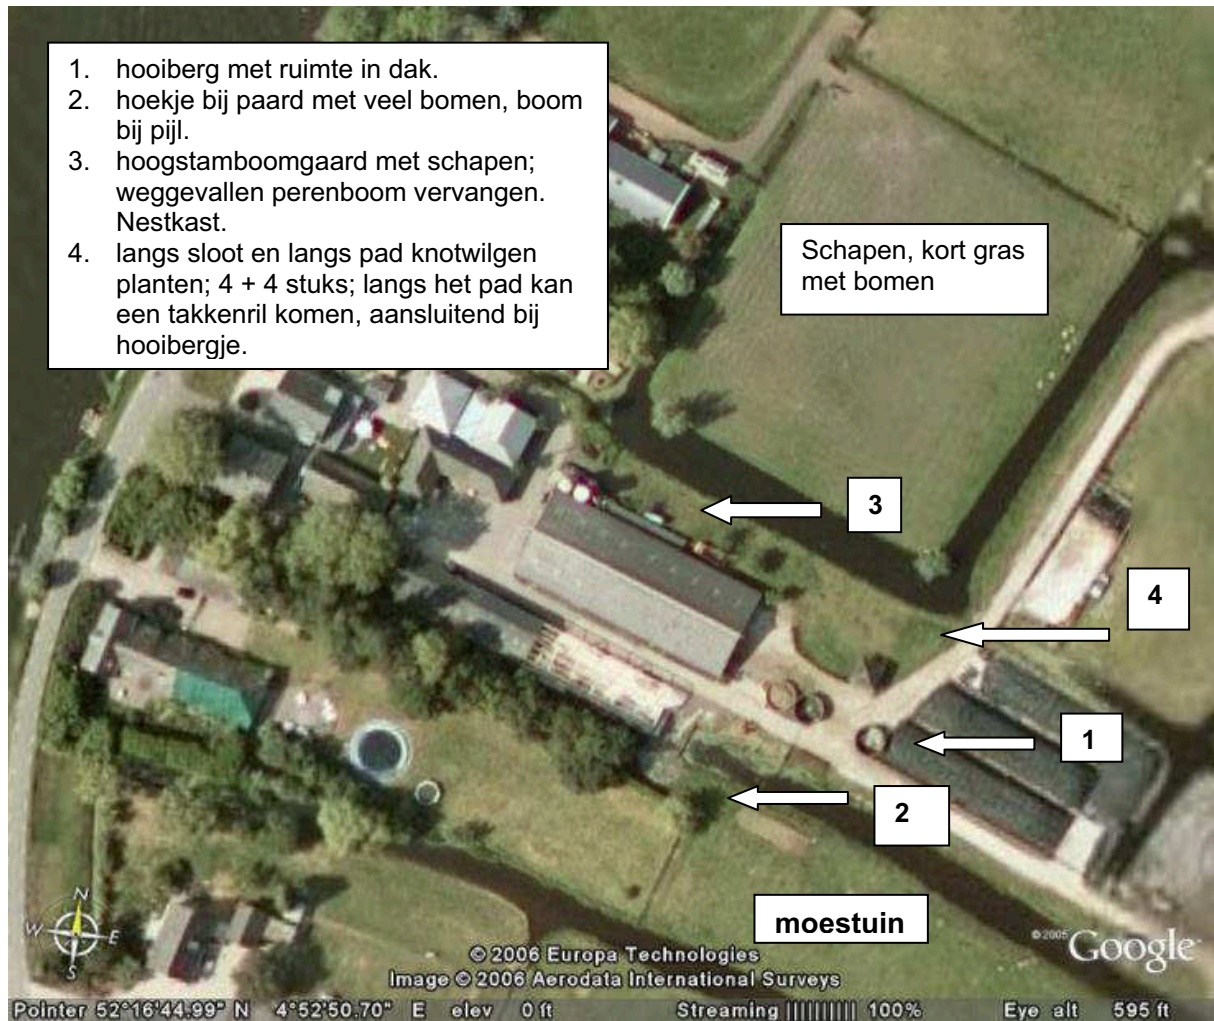 1. hooiberg met ruimte in dak.
2. hoekje bij paard met veel bomen, boom
bij pijl.
3. hoogstamboomgaard met schapen;
weggevallen perenboom vervangen.
Nestkast.
4. langs sloot en langs pad knotwilgen
planten; 4 + 4 stuks; langs het pad kan
een takkenril komen, aansluitend bij
hooibergje.
Schapen, kort gras
met bomen
3
4
1
2
moestuin
N
W E
S
©2005 Google
© 2006 Europa Technologies
Image © 2006 Aerodata International Surveys
Pointer 52°16'44.99" N 4°52'50.70" E elev 0 ft Streaming |||||||||| 100% Eye alt 595 ft